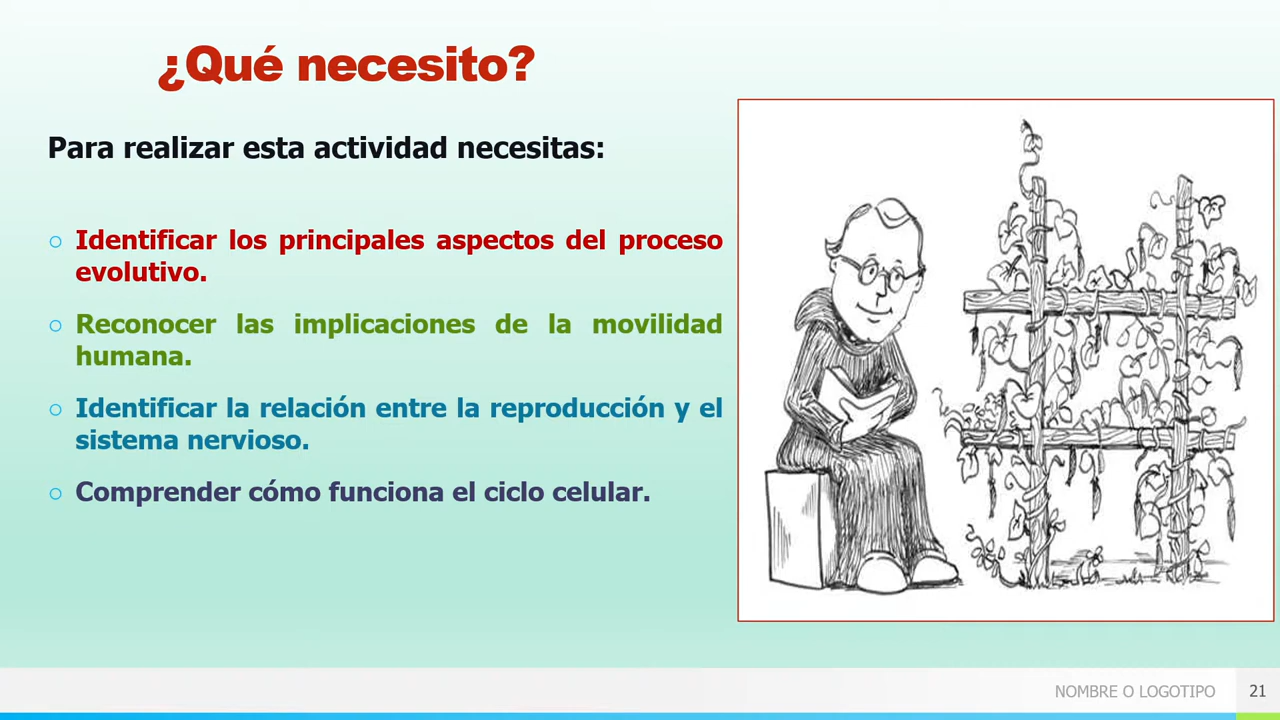 ¿Qué necesito?
Para realizar esta actividad necesitas:
○ Identificar los principales aspectos del proceso
evolutivo.
○ Reconocer las implicaciones de la movilidad
humana.
○ Identificar la relación entre la reproducción y el
sistema nervioso.
○ Comprender cómo funciona el ciclo celular.
NOMBRE O LOGOTIPO 21